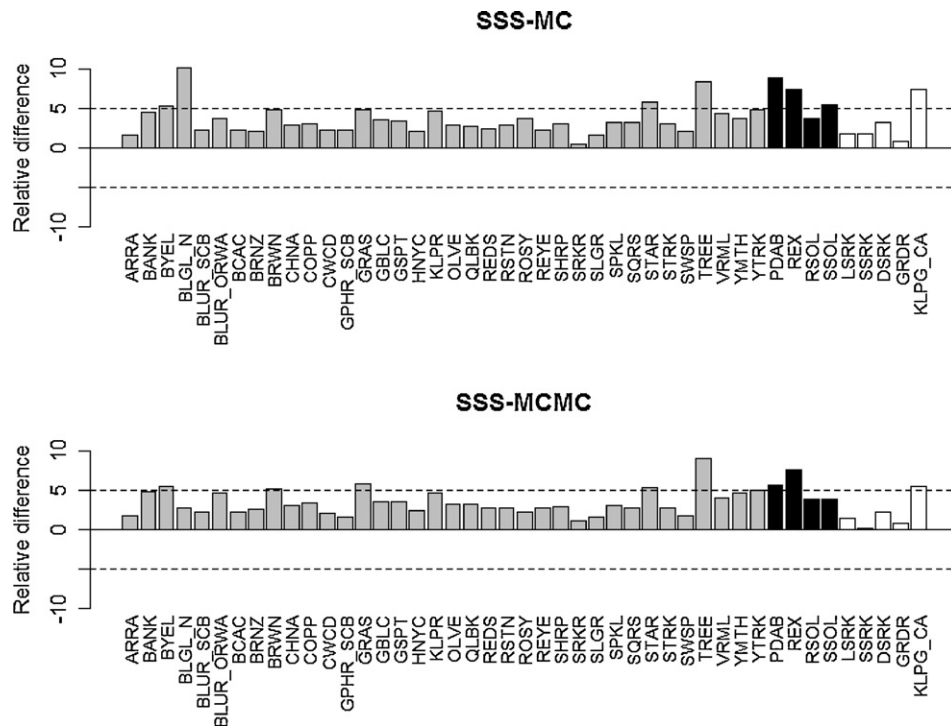 SSS-MC
Relative difference
10
5
0
-10
ARRA
BANK
BYEL
BLGL_N
BLUR_SCB
BLUR_ORWA
BCAC
BRNZ
BRWN
CHNA
COPP
CWCD
GPHR_SCB
GRAS
GBLC
GSPT
HNYC
KLPR
OLVE
QLBK
REDS
RSTN
ROSY
REYE
SHRP
SRKR
SLGR
SPKL
SQRS
STAR
STRK
SWSP
TREE
VRML
YMTH
YTRK
PDAB
REX
RSOL
SSOL
LSRK
SSRK
DSRK
GRDR
KLPG_CA
SSS-MCMC
Relative difference
10
5
0
-10
ARRA
BANK
BYEL
BLGL_N
BLUR_SCB
BLUR_ORWA
BCAC
BRNZ
BRWN
CHNA
COPP
CWCD
GPHR_SCB
GRAS
GBLC
GSPT
HNYC
KLPR
OLVE
QLBK
REDS
RSTN
ROSY
REYE
SHRP
SRKR
SLGR
SPKL
SQRS
STAR
STRK
SWSP
TREE
VRML
YMTH
YTRK
PDAB
REX
RSOL
SSOL
LSRK
SSRK
DSRK
GRDR
KLPG_CA